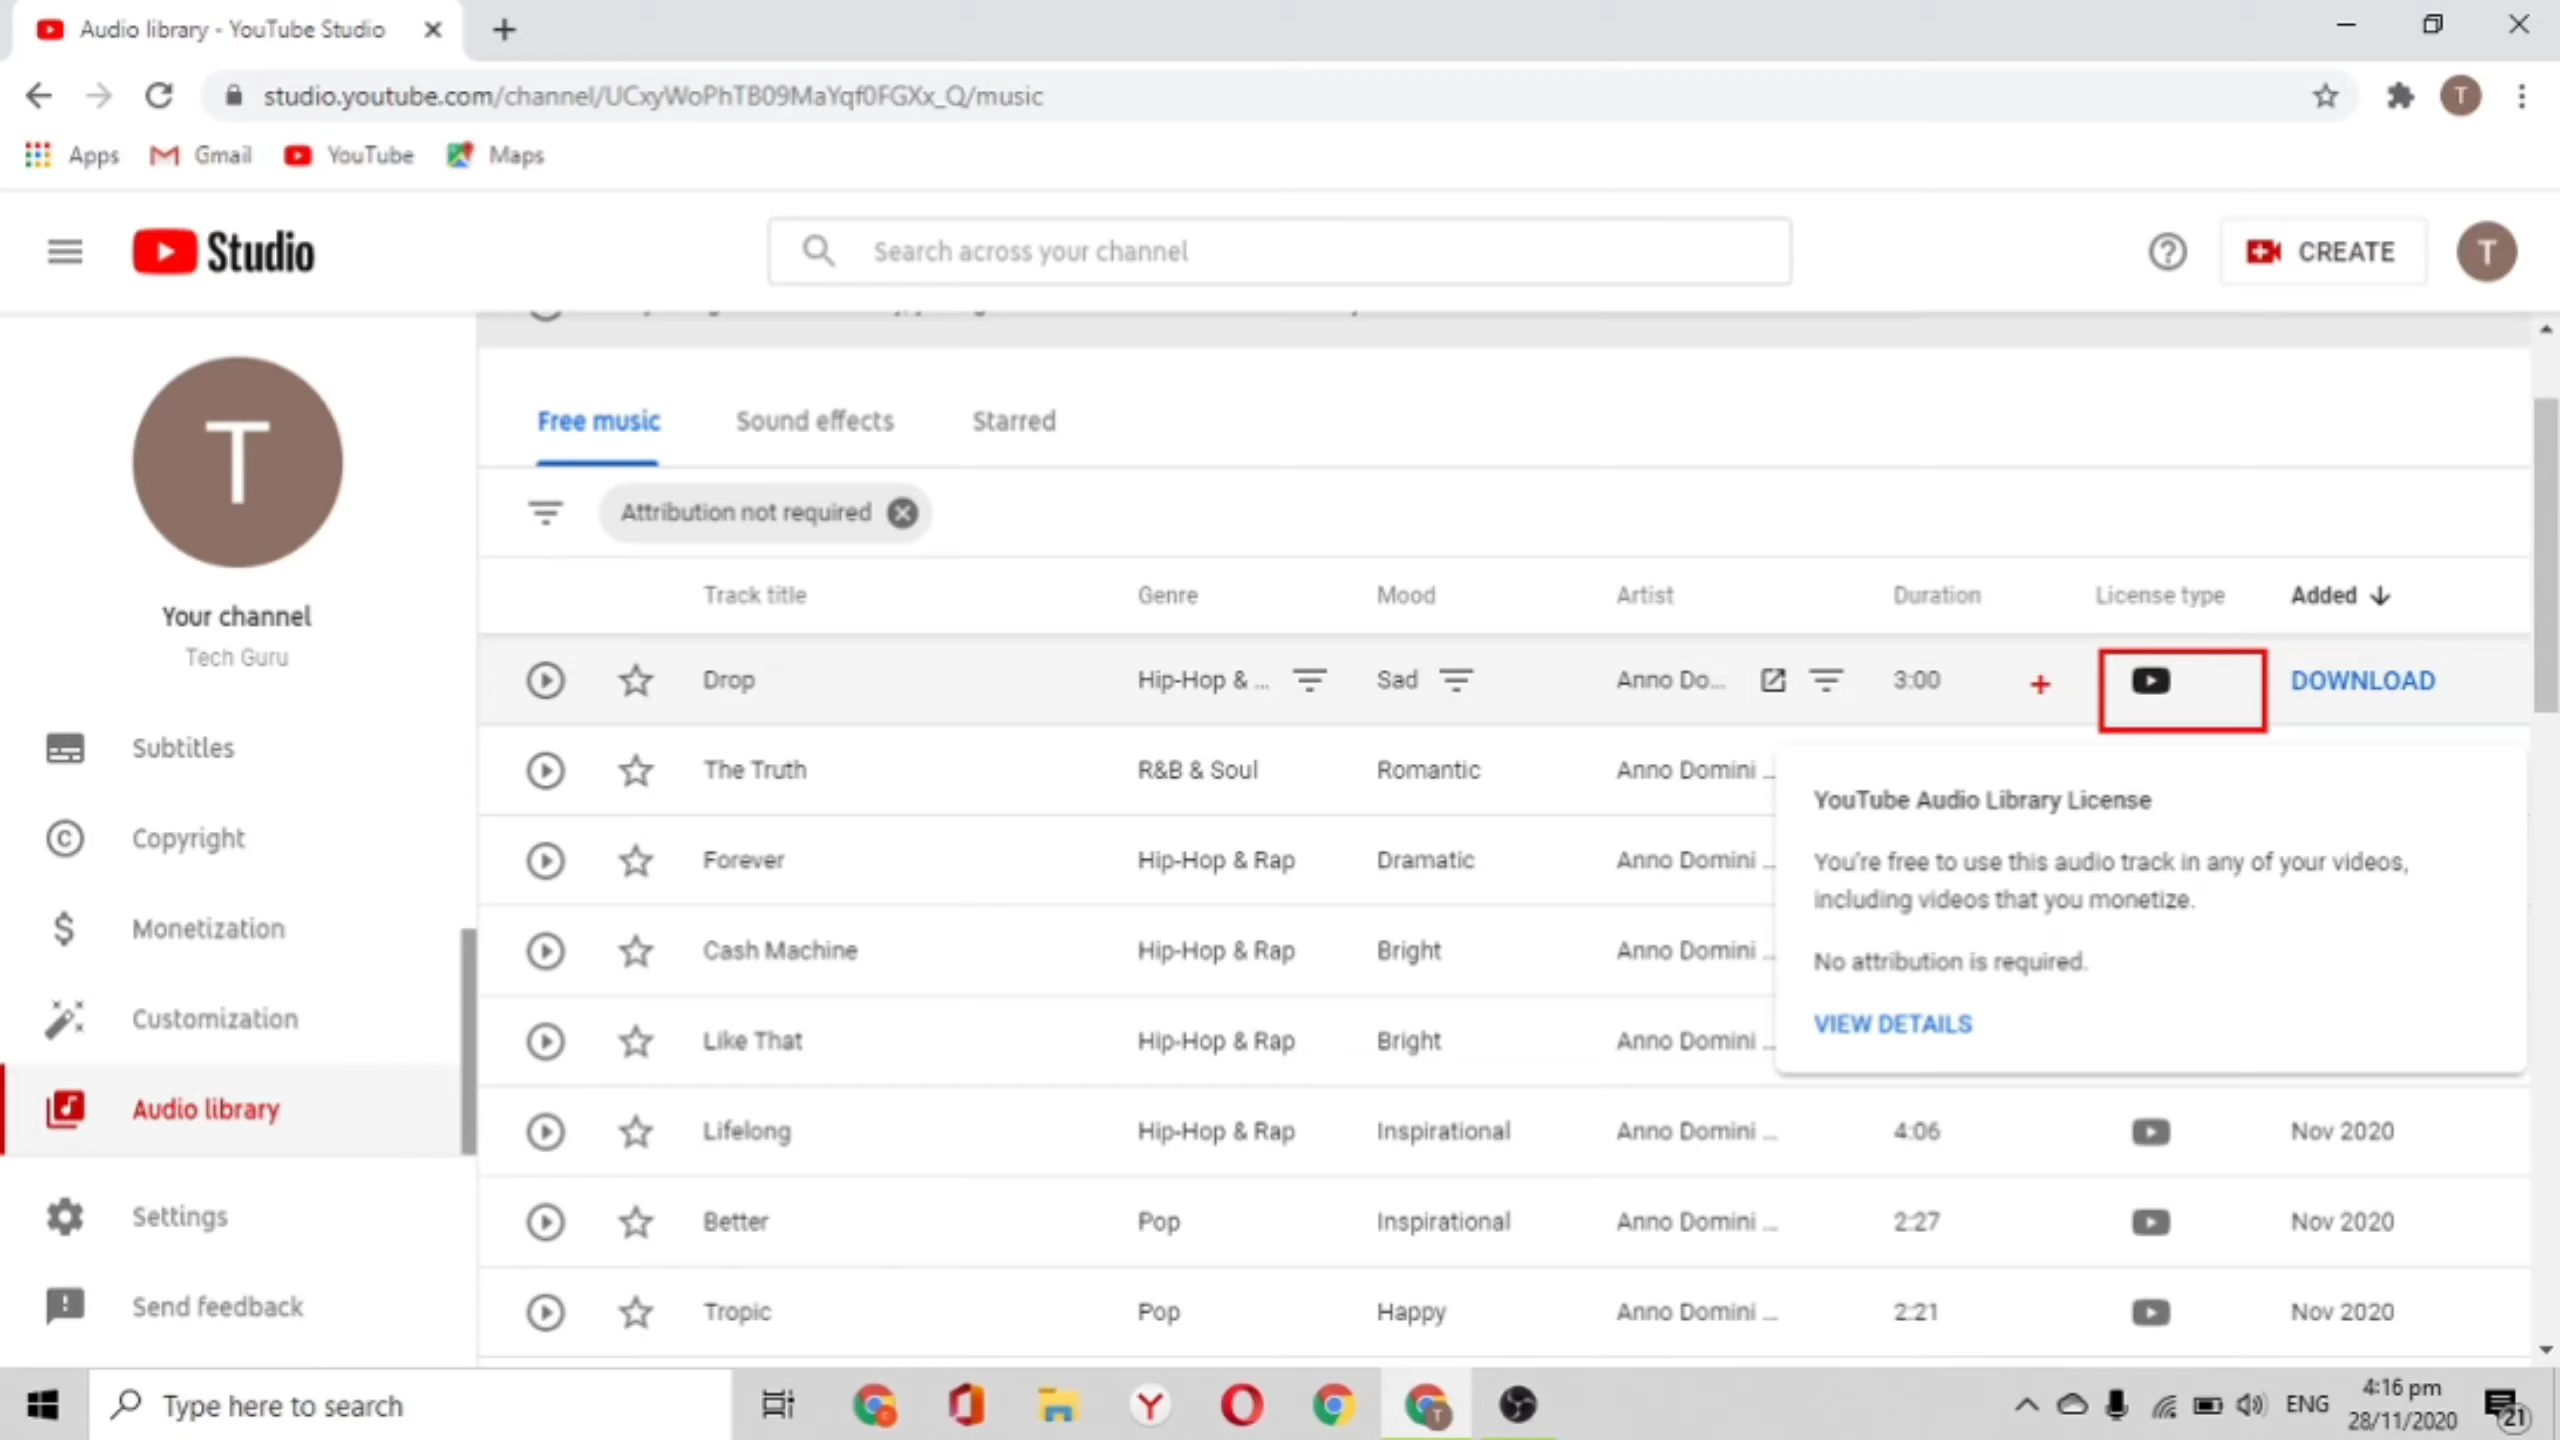 Audio library - YouTube Studio
studio.youtube.com/channel/UCxyWoPhTB09MaYqf0FGXx_Q/music
T
Apps Gmail YouTube Maps
Studio
Search across your channel
CREATE
T
T
Your channel
Tech Guru
Subtitles
Copyright
Monetization
Customization
Audio library
Settings
Send feedback
Free music Sound effects Starred
Attribution not required
Track title Genre Mood Artist Duration License type Added
Drop Hip-Hop & ... Sad Anno Do... 3:00 DOWNLOAD
The Truth R&B & Soul Romantic Anno Domini ...
Forever Hip-Hop & Rap Dramatic Anno Domini ...
Cash Machine Hip-Hop & Rap Bright Anno Domini ...
Like That Hip-Hop & Rap Bright Anno Domini ...
Lifelong Hip-Hop & Rap Inspirational Anno Domini ... 4:06 Nov 2020
Better Pop Inspirational Anno Domini ... 2:27 Nov 2020
Tropic Pop Happy Anno Domini ... 2:21 Nov 2020
YouTube Audio Library License
You're free to use this audio track in any of your videos,
including videos that you monetize.
No attribution is required.
VIEW DETAILS
Type here to search
ENG
4:16 pm
28/11/2020
21